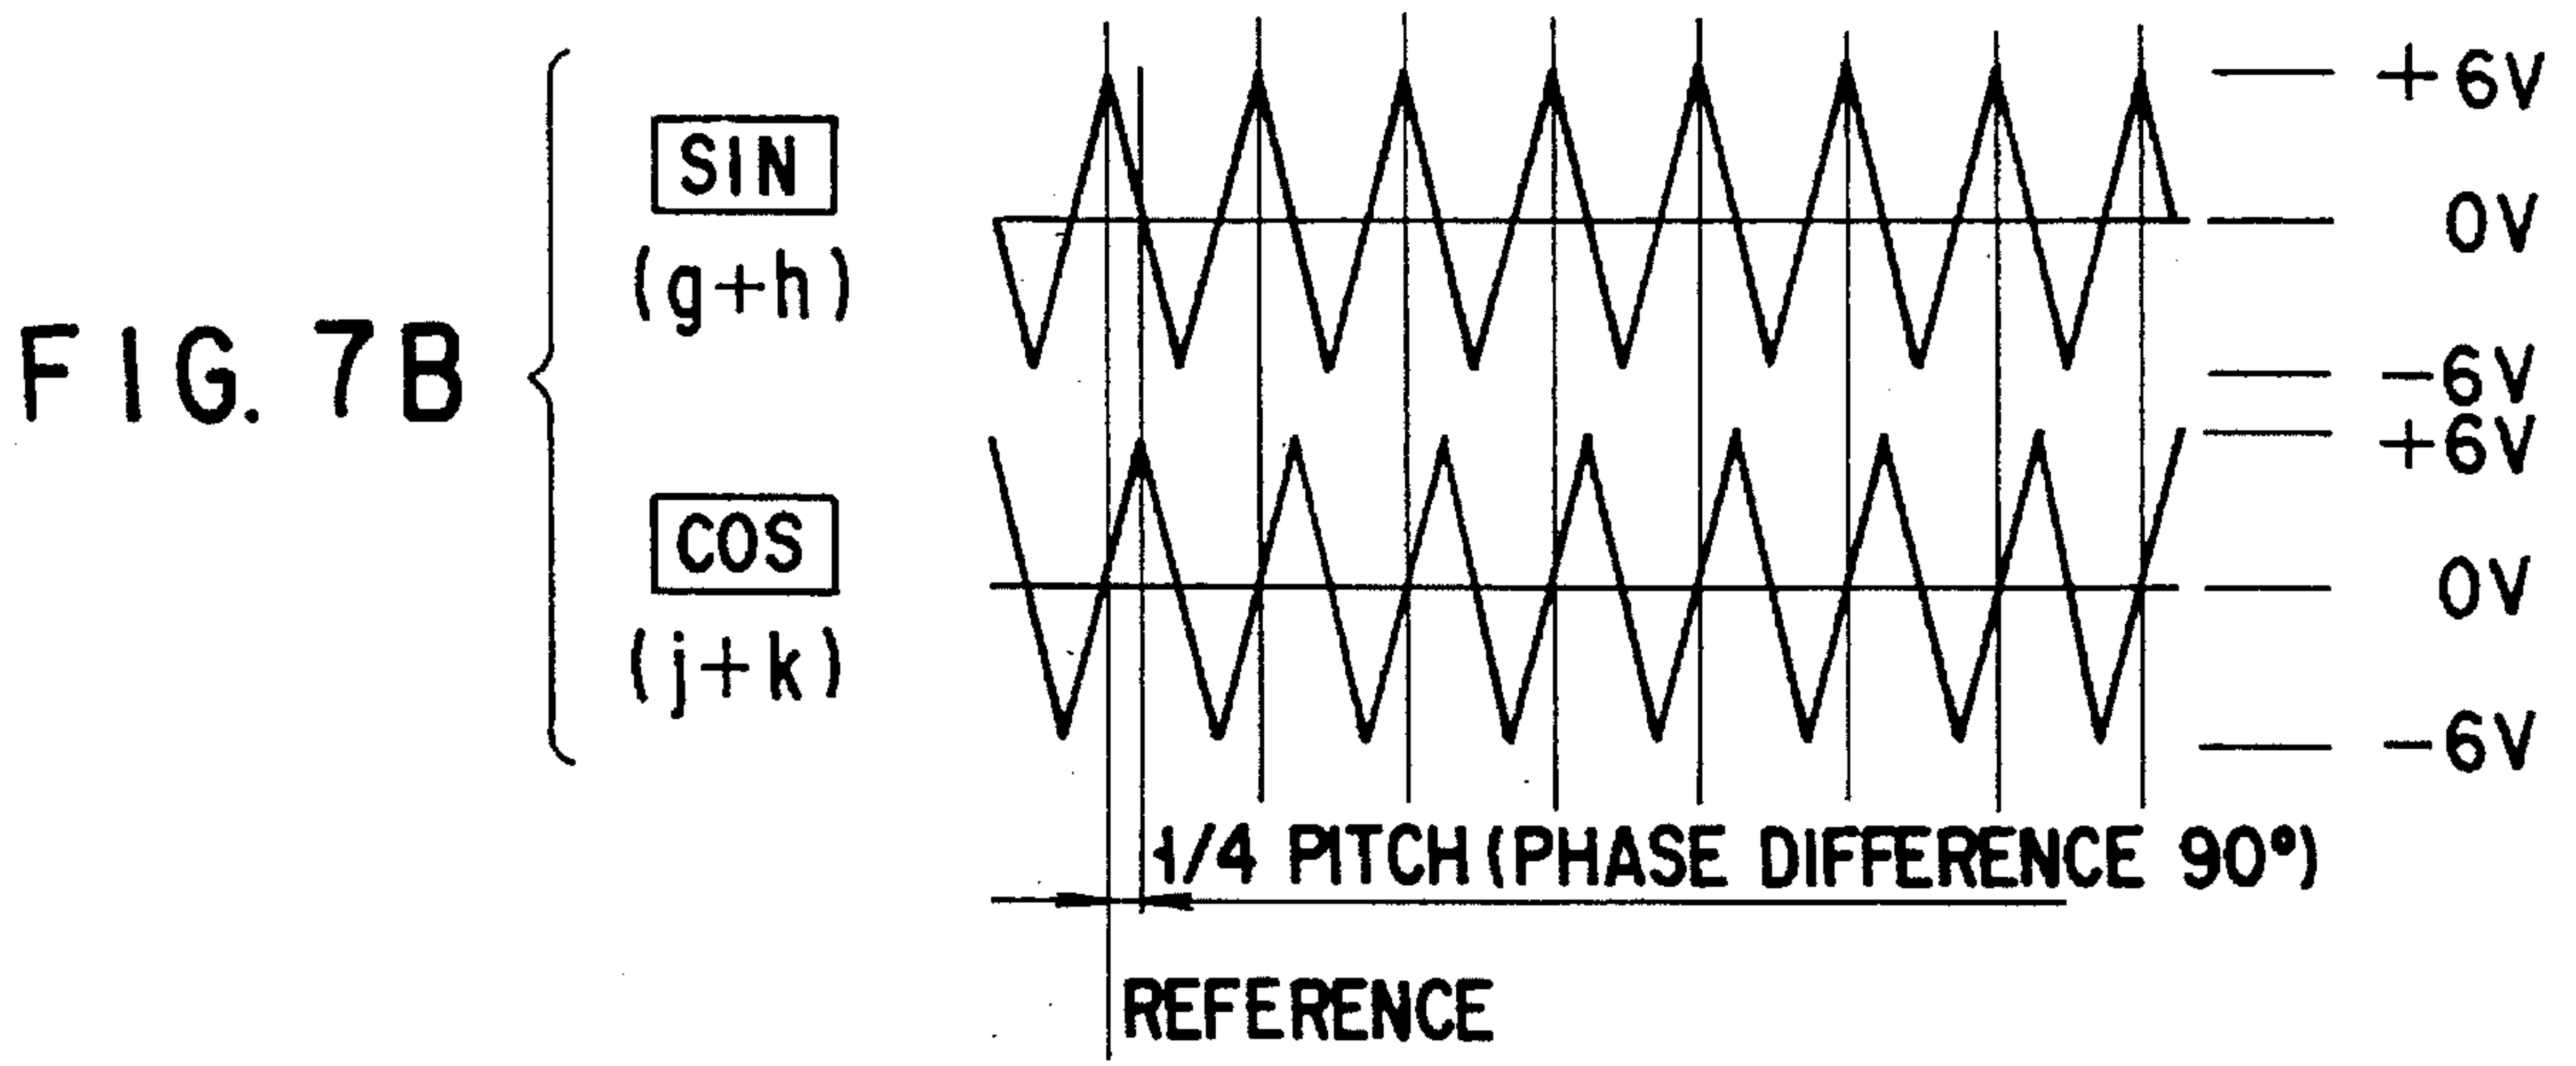 FIG. 7B
SIN
(g+h)
+6V
0V
-6V
COS
(j+k)
+6V
0V
-6V
1/4 PITCH (PHASE DIFFERENCE 90°)
REFERENCE